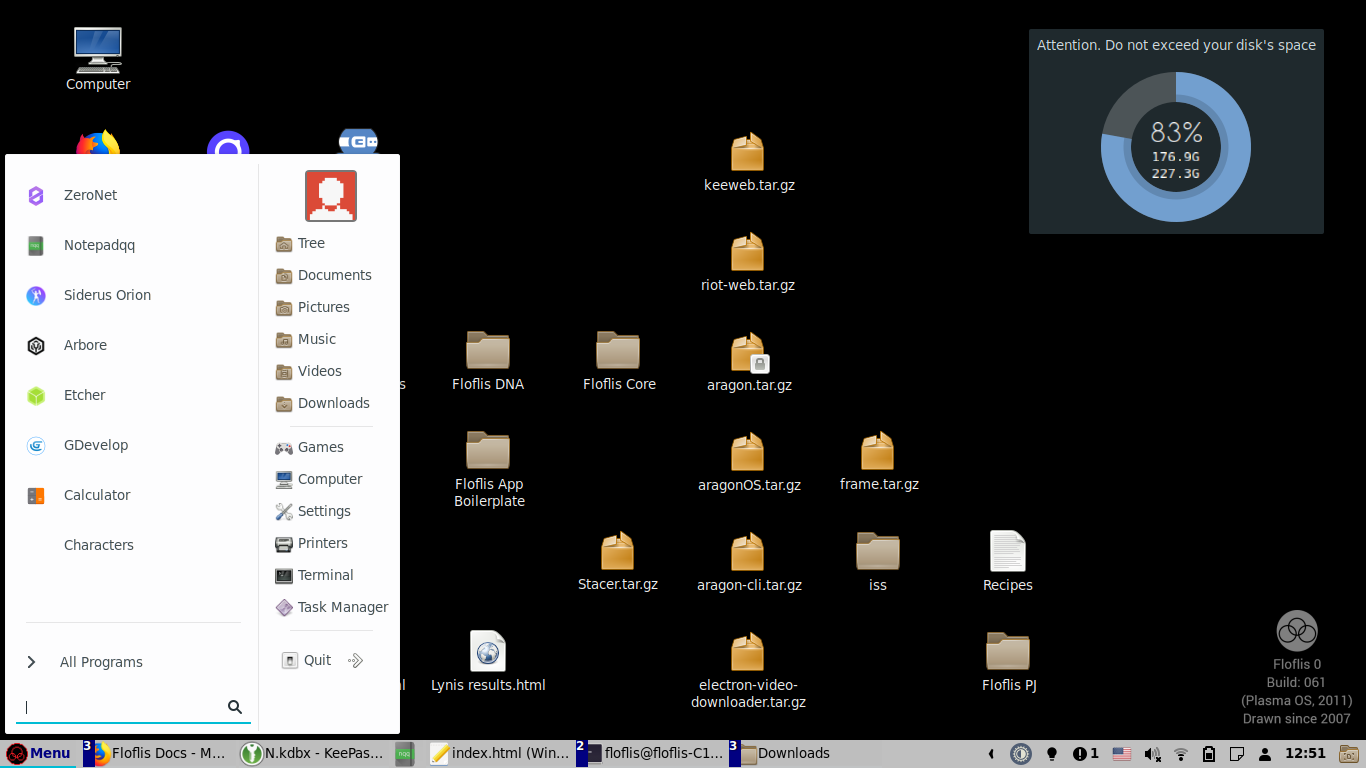 Computer
Attention. Do not exceed your disk's space
83%
176.9G
227.3G
keeweb.tar.gz
riot-web.tar.gz
s
Floflis DNA
Floflis Core
aragon.tar.gz
Floflis App
Boilerplate
aragonOS.tar.gz
frame.tar.gz
Stacer.tar.gz
aragon-cli.tar.gz
iss
Recipes
Lynis results.html
electron-video-
downloader.tar.gz
Floflis PJ
ZeroNet
Notepadqq
Siderus Orion
Arbore
Etcher
GDevelop
Calculator
Characters
All Programs
Tree
Documents
Pictures
Music
Videos
Downloads
Games
Computer
Settings
Printers
Terminal
Task Manager
Quit
Floflis 0
Build: 061
(Plasma OS, 2011)
Drawn since 2007
Menu
3
Floflis Docs - M...
N.kdbx - KeePas...
nqq
index.html (Win...
2
floflis@floflis-C1...
3
Downloads
1
12:51